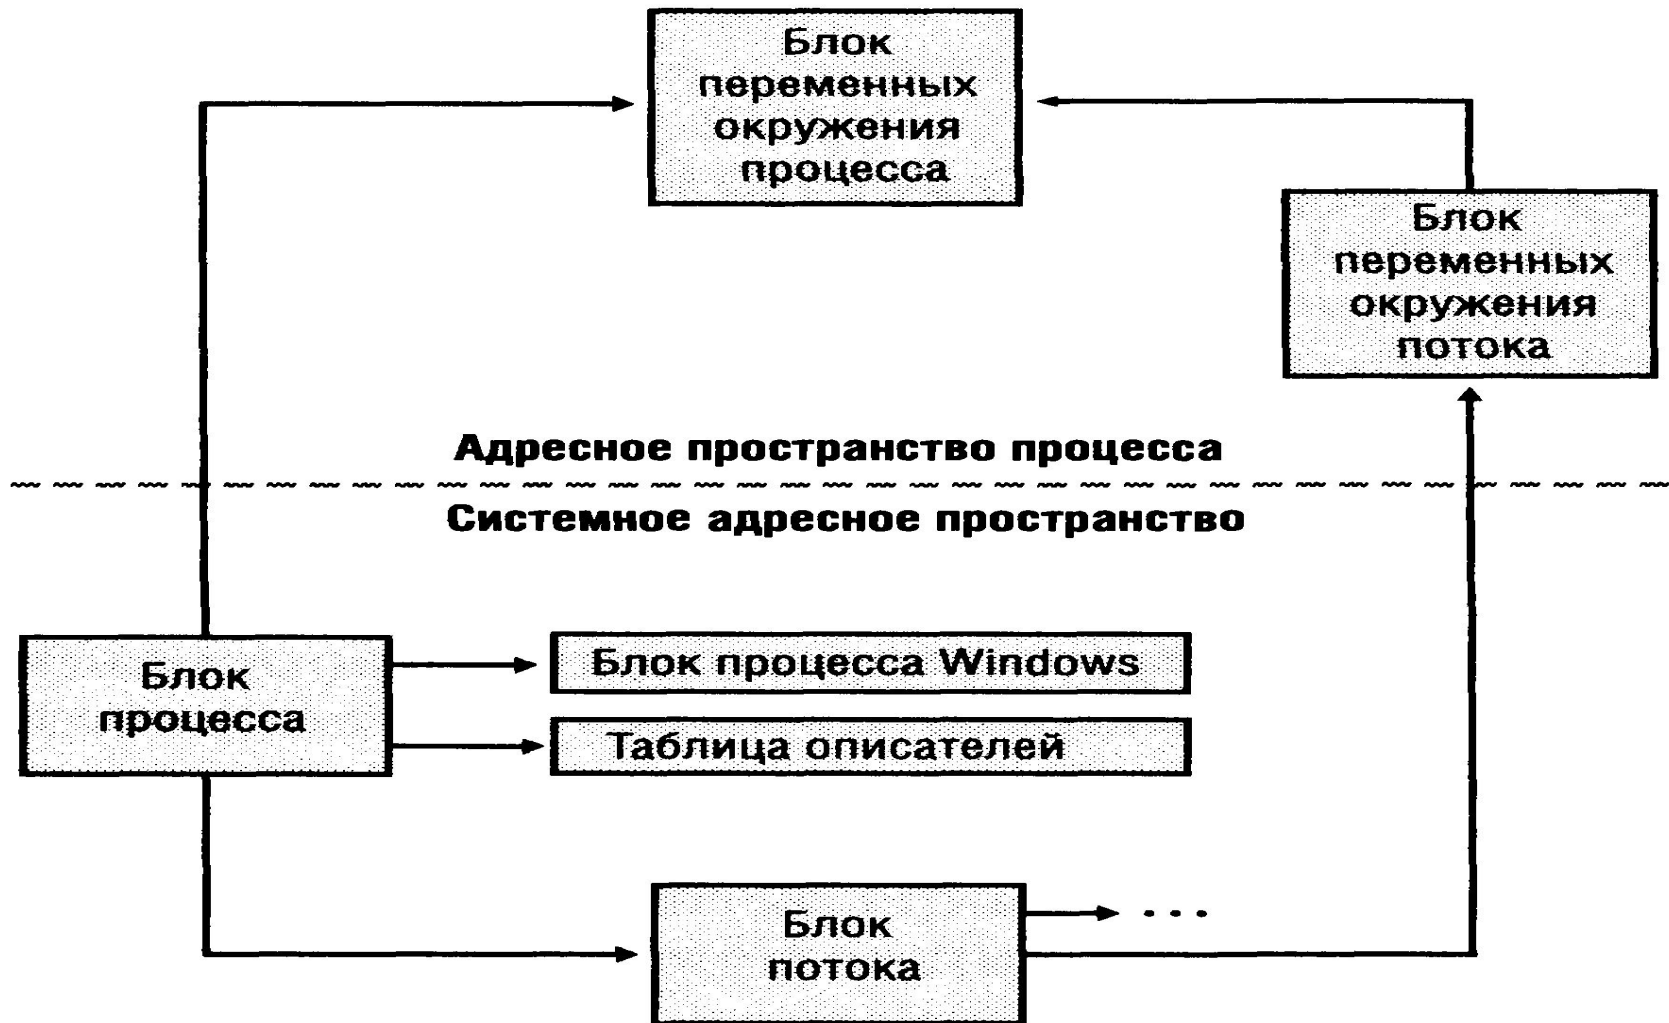 Блок
переменных
окружения
процесса
Блок
переменных
окружения
потока
Адресное пространство процесса
Системное адресное пространство
Блок
процесса
Блок процесса Windows
Таблица описателей
Блок
потока
...